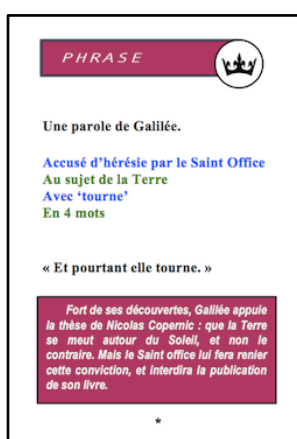 PHRASE
Une parole de Galilée.
Accusé d'hérésie par le Saint Office
Au sujet de la Terre
Avec ‘tourne’
En 4 mots
« Et pourtant elle tourne. »
Fort de ses découvertes, Galilée appuie
la thèse de Nicolas Copernic : que la Terre
se meut autour du Soleil, et non le
contraire. Mais le Saint office lui fera renier
cette conviction, et interdira la publication
de son livre.
*